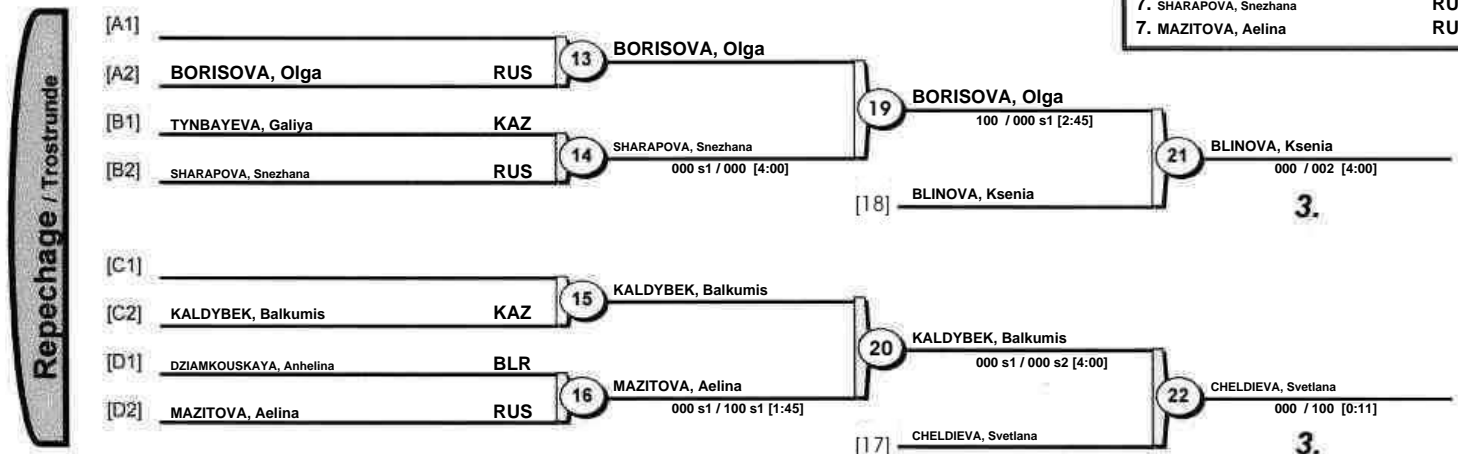 7. SHARAPOVA, Snezhana RU
7. MAZITOVA, Aelina RU
Repechage / Trostrunde
[A1]
[A2] BORISOVA, Olga RUS
13 BORISOVA, Olga
[B1] TYNBAYEVA, Galiya KAZ
[B2] SHARAPOVA, Snezhana RUS
14 SHARAPOVA, Snezhana
000 s1 / 000 [4:00]
19 BORISOVA, Olga
100 / 000 s1 [2:45]
[18] BLINOVA, Ksenia
21 BLINOVA, Ksenia
000 / 002 [4:00]
3.
[C1]
[C2] KALDYBEK, Balkumis KAZ
15 KALDYBEK, Balkumis
[D1] DZIAMKOUSKAYA, Anhelina BLR
[D2] MAZITOVA, Aelina RUS
16 MAZITOVA, Aelina
000 s1 / 100 s1 [1:45]
20 KALDYBEK, Balkumis
000 s1 / 000 s2 [4:00]
[17] CHELDIEVA, Svetlana
22 CHELDIEVA, Svetlana
000 / 100 [0:11]
3.